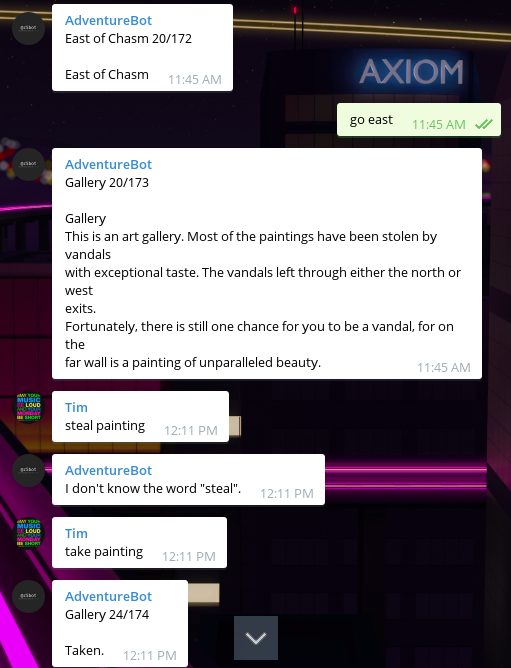 AdventureBot
East of Chasm 20/172
East of Chasm
11:45 AM
AXIOM
go east
11:45 AM
AdventureBot
Gallery 20/173
Gallery
This is an art gallery. Most of the paintings have been stolen by
vandals
with exceptional taste. The vandals left through either the north or
west
exits.
Fortunately, there is still one chance for you to be a vandal, for on
the
far wall is a painting of unparalleled beauty.
11:45 AM
Tim
steal painting
12:11 PM
AdventureBot
I don't know the word "steal".
12:11 PM
Tim
take painting
12:11 PM
AdventureBot
Gallery 24/174
Taken.
12:11 PM